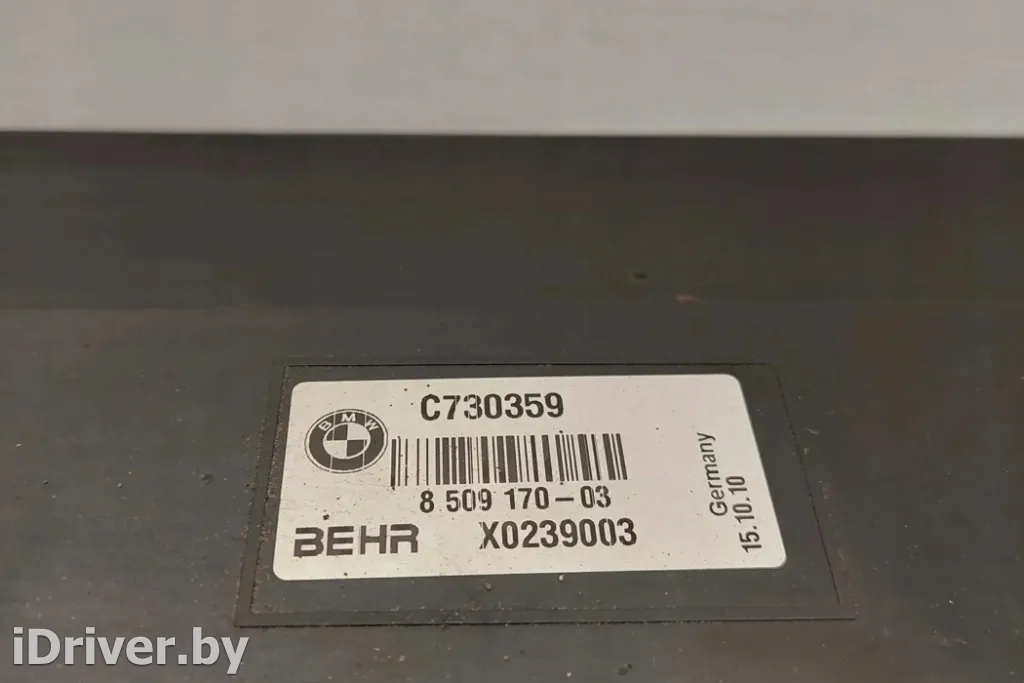 C730359
BMW
8 509 170-03
BEHR X0239003
Germany
15.10.10
iDriver.by